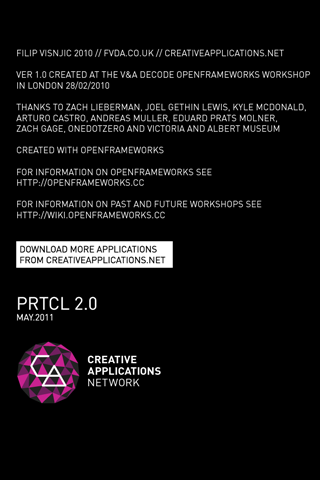 FILIP VISNJIC 2010 // FVDA.CO.UK // CREATIVEAPPLICATIONS.NET
VER 1.0 CREATED AT THE V&A DECODE OPENFRAMEWORKS WORKSHOP
IN LONDON 28/02/2010
THANKS TO ZACH LIEBERMAN, JOEL GETHIN LEWIS, KYLE MCDONALD,
ARTURO CASTRO, ANDREAS MULLER, EDUARD PRATS MOLNER,
ZACH GAGE, ONEDOTZERO AND VICTORIA AND ALBERT MUSEUM
CREATED WITH OPENFRAMEWORKS
FOR INFORMATION ON OPENFRAMEWORKS SEE
HTTP://OPENFRAMEWORKS.CC
FOR INFORMATION ON PAST AND FUTURE WORKSHOPS SEE
HTTP://WIKI.OPENFRAMEWORKS.CC
DOWNLOAD MORE APPLICATIONS
FROM CREATIVEAPPLICATIONS.NET
PRTCL 2.0
MAY.2011
CA
CREATIVE
APPLICATIONS
NETWORK